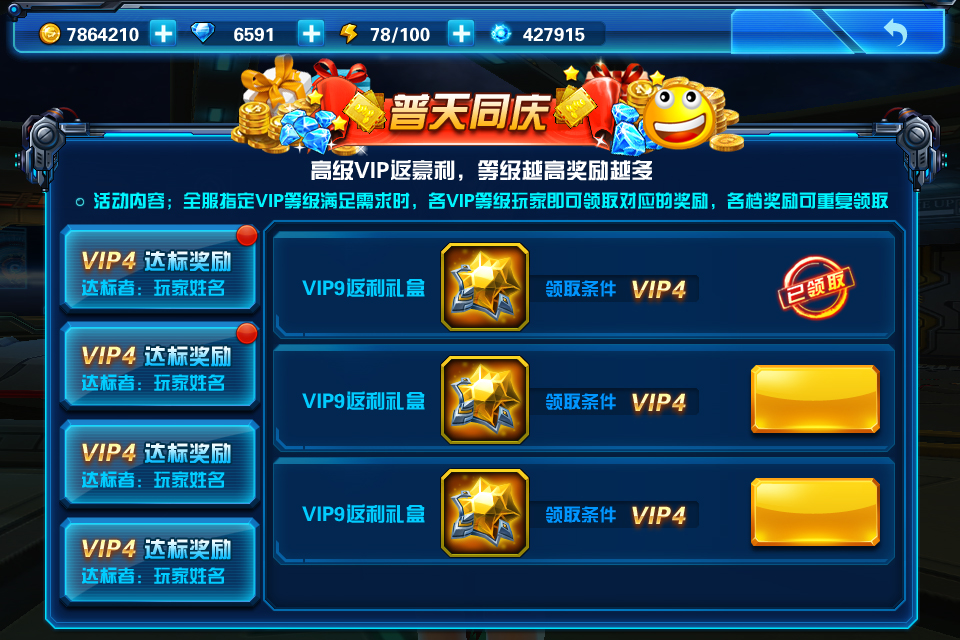 7864210 6591 78/100 427915
普天同庆
高级VIP返豪利，等级越高奖励越多
活动内容；全服指定VIP等级满足需求时，各VIP等级玩家即可领取对应的奖励，各档奖励可重复领取
VIP4 达标奖励
达标者：玩家姓名
VIP4 达标奖励
达标者：玩家姓名
VIP4 达标奖励
达标者：玩家姓名
VIP4 达标奖励
达标者：玩家姓名
VIP9返利礼盒 领取条件 VIP4 已领取
VIP9返利礼盒 领取条件 VIP4
VIP9返利礼盒 领取条件 VIP4